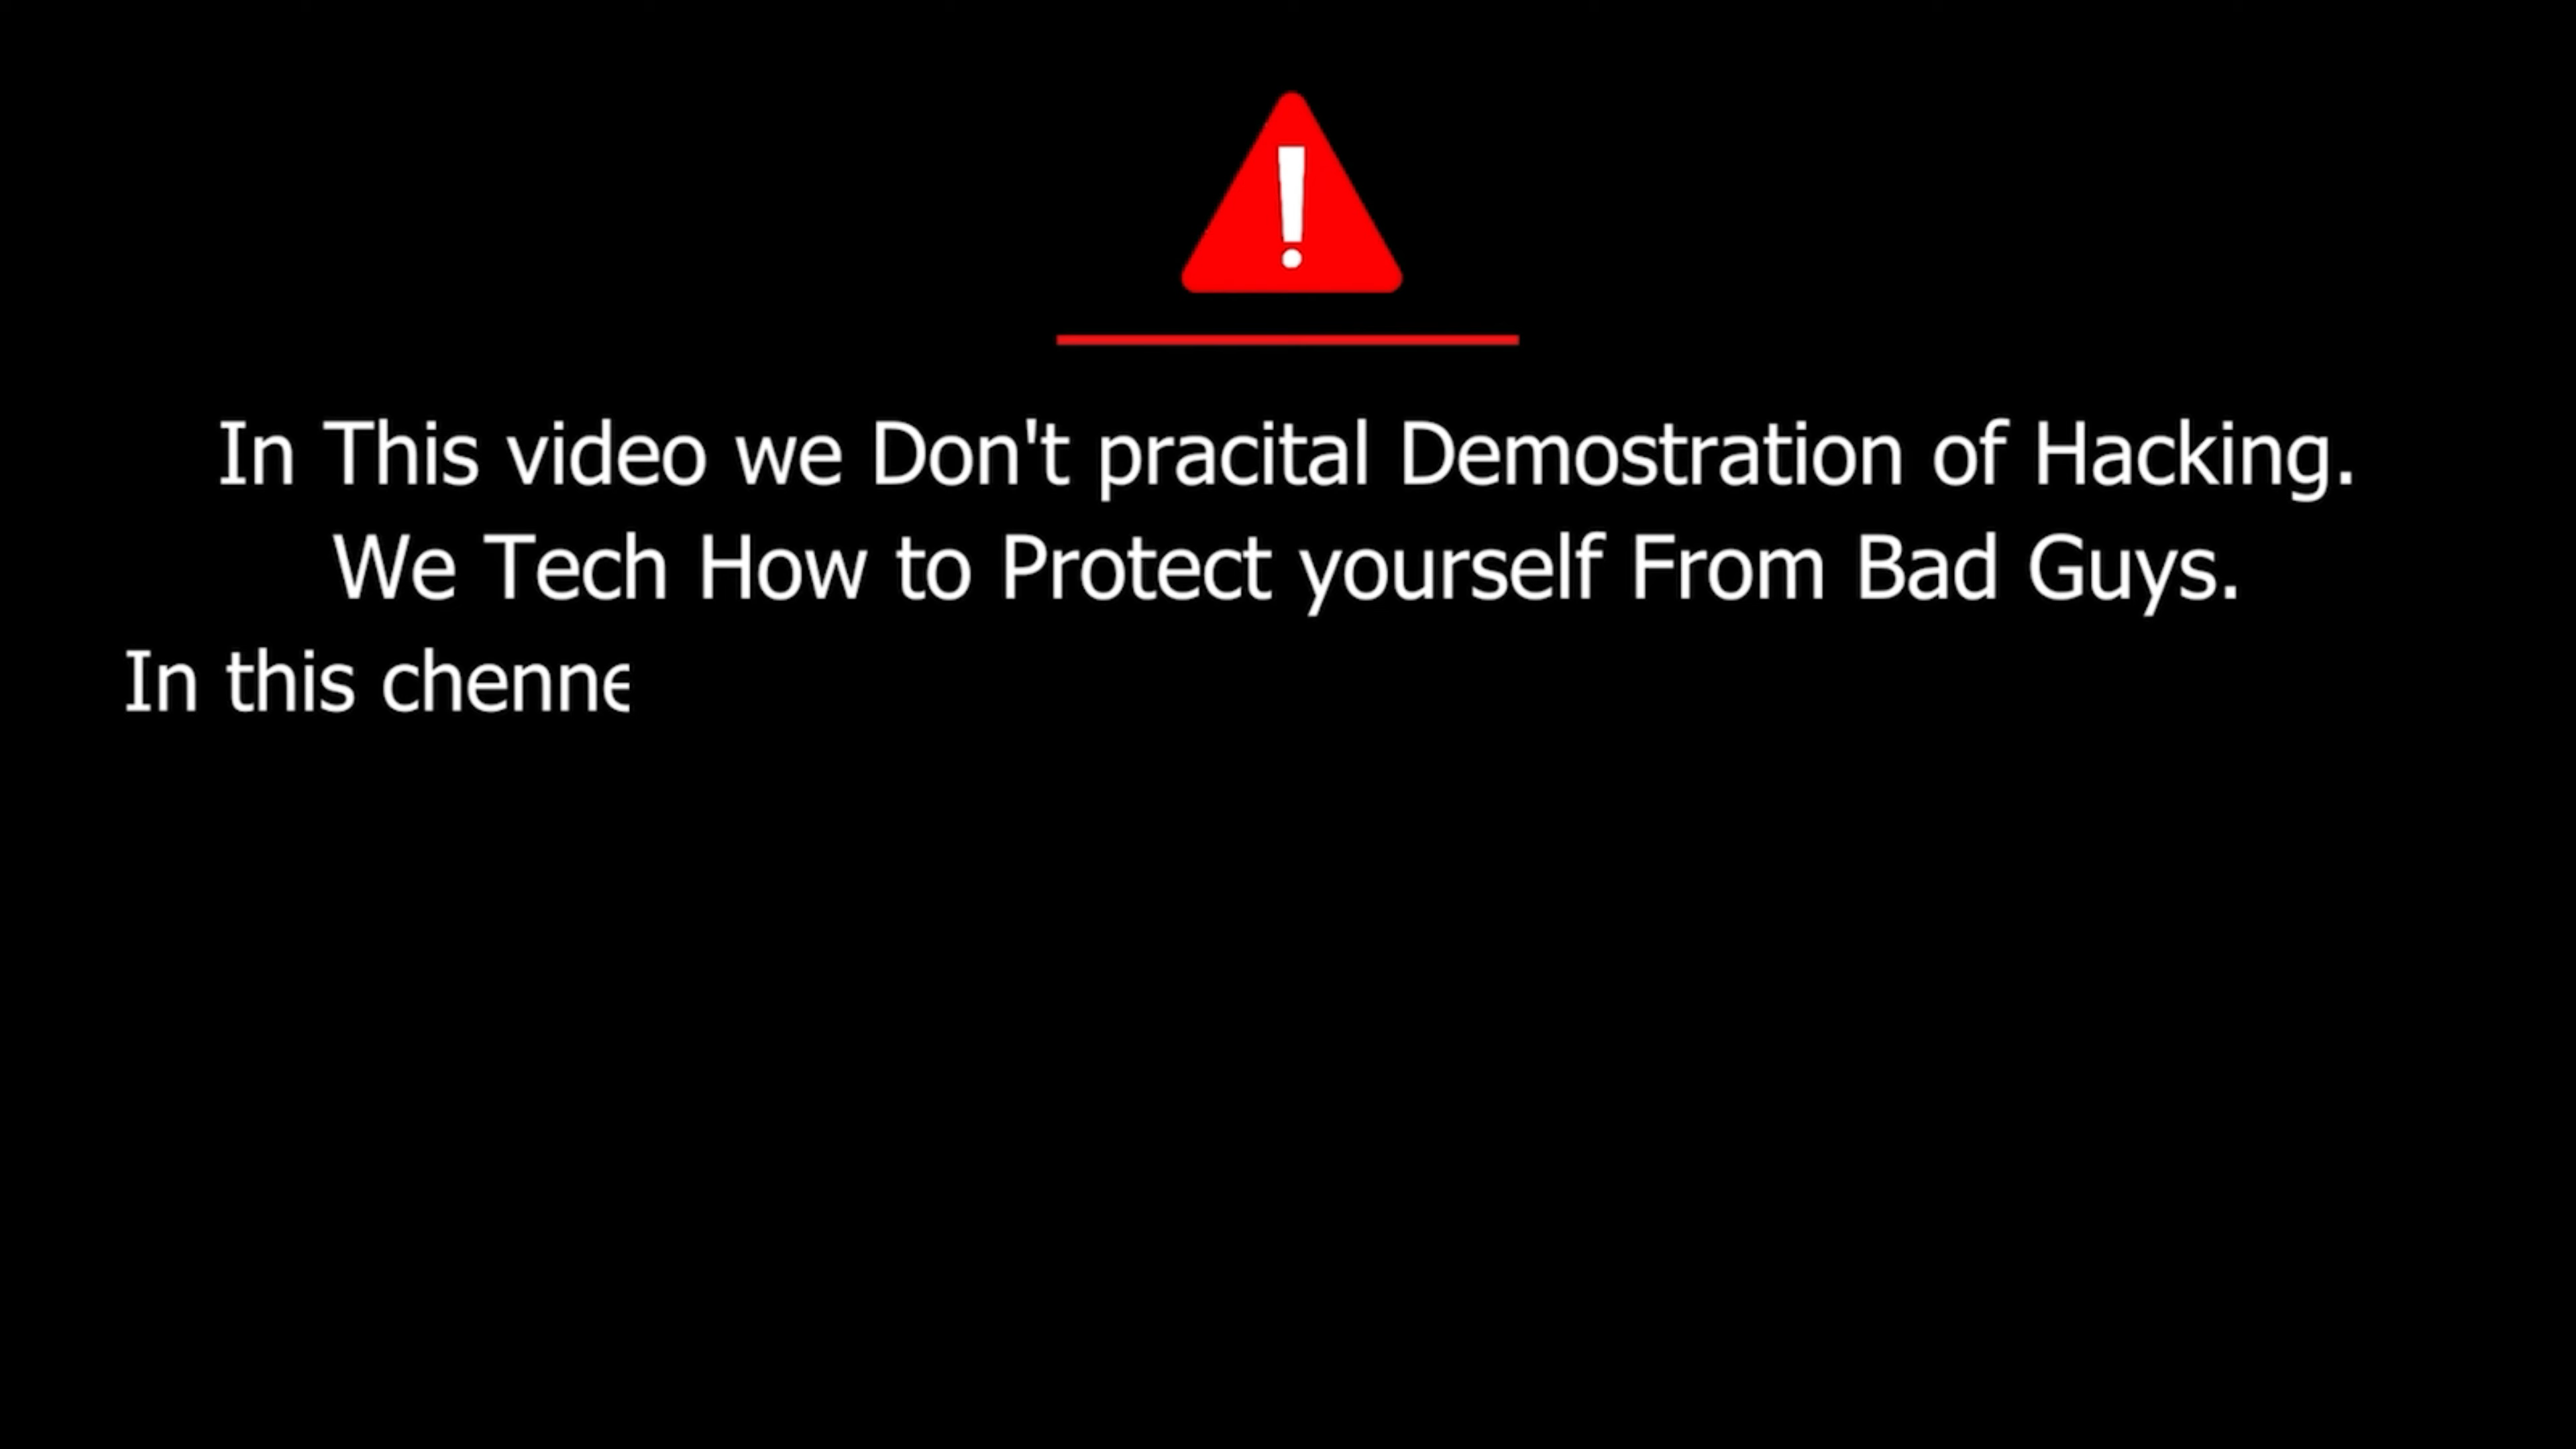 In This video we Don't pracital Demostration of Hacking.
We Tech How to Protect yourself From Bad Guys.
In this chenne